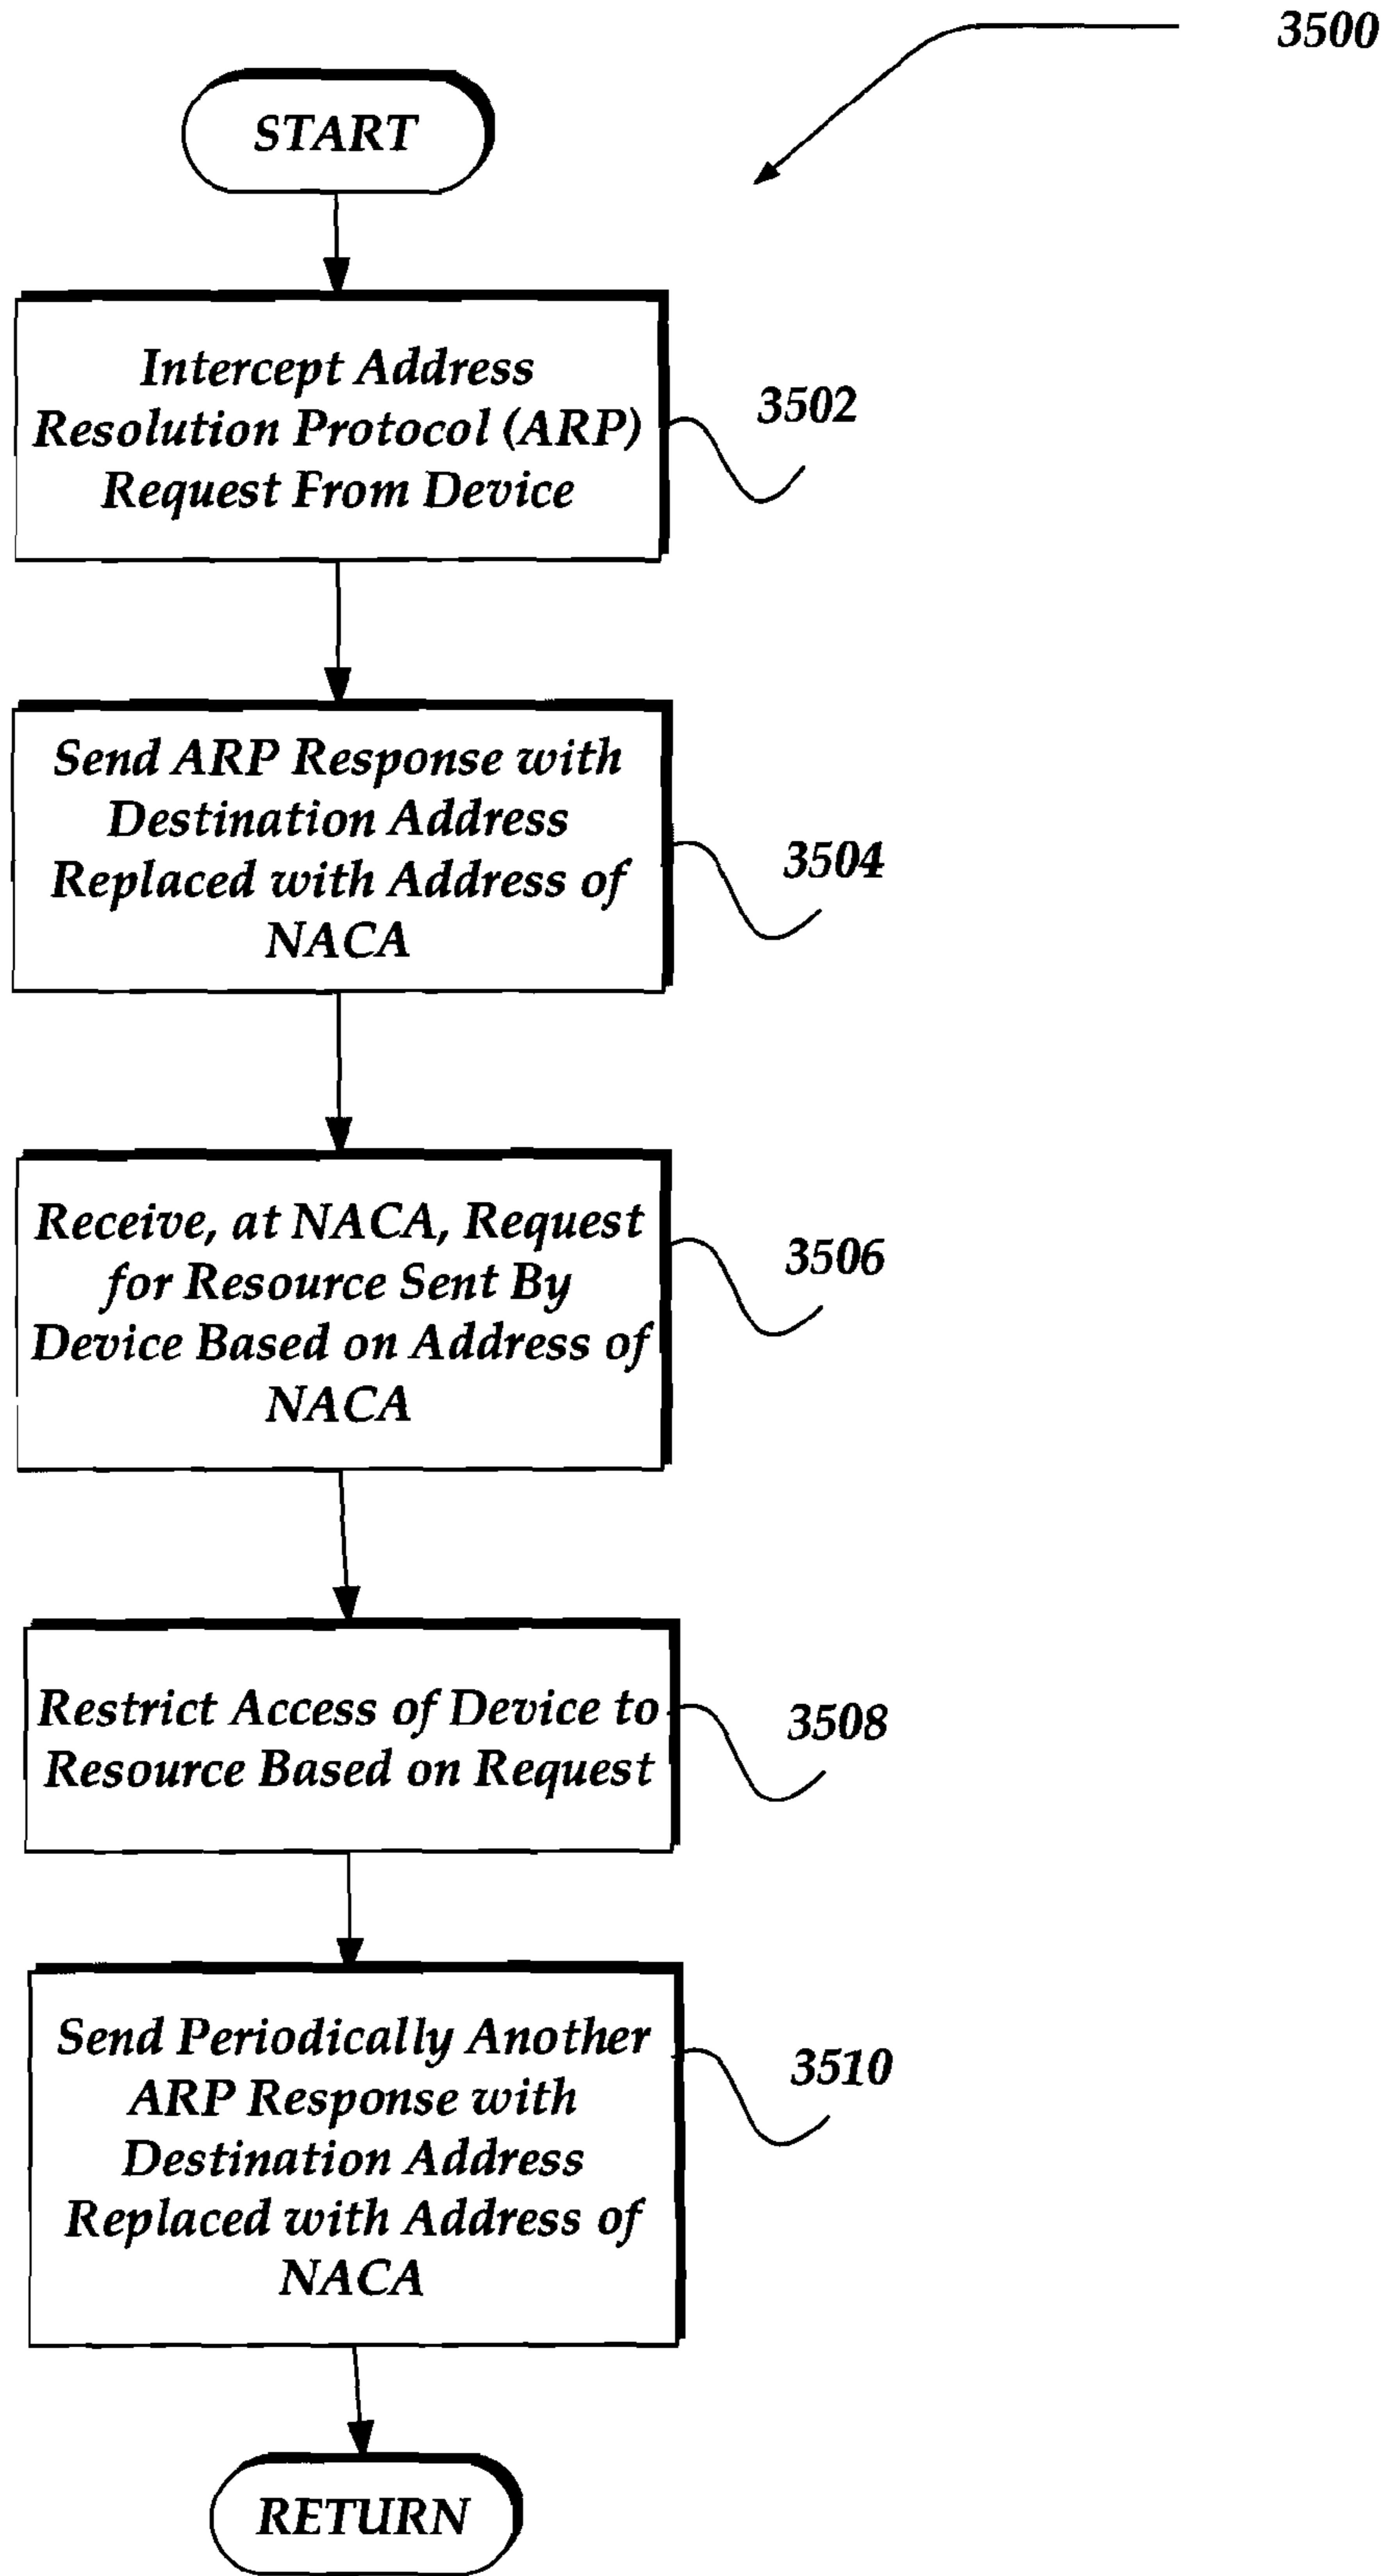 3500
START
Intercept Address
Resolution Protocol (ARP)
Request From Device
3502
Send ARP Response with
Destination Address
Replaced with Address of
NACA
3504
Receive, at NACA, Request
for Resource Sent By
Device Based on Address of
NACA
3506
Restrict Access of Device to
Resource Based on Request
3508
Send Periodically Another
ARP Response with
Destination Address
Replaced with Address of
NACA
3510
RETURN